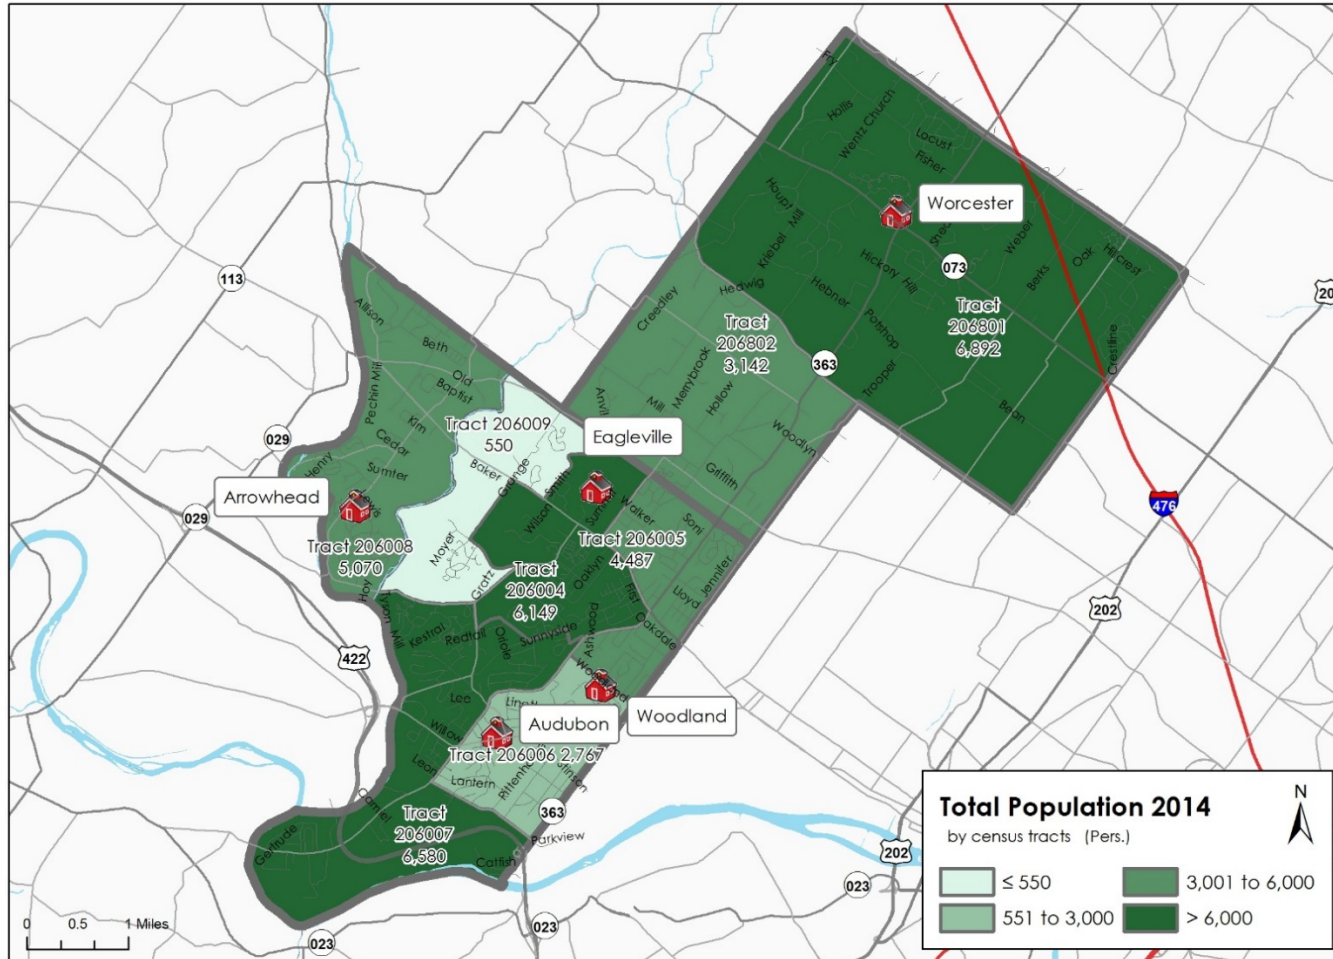 Fry
Hollis
Wentz Church
Locust
Fisher
Worcester
Houpt
Mill
Kriebel
Weber
Oak
Hillcrest
Berks
Hickory
Hill
073
113
Hedwig
Hebner
Potshop
Creedley
Tract
206801
6,892
Tract
206802
3,142
363
Crestline
Allison
Beth
Old
Baptist
Pechin Mill
Merrybrook
Hollow
Mill
Trooper
Bean
Kim
Cedar
Tract 206009
550
Eagleville
Woodlyn
029
Henry
Sumter
Baker
Grange
Smith
Griffith
Arrowhead
476
029
Wilson
Walker
Soni
Tract 206008
5,070
Moyer
Tract 206005
4,487
Gratz
Tract
206004
6,149
Oaklyn
Jennifer
Lloyd
Hoy
Tyson Mill
Kestral
Redtail
Oriole
Sunnyside
Ashwood
Oakdale
202
422
Lee
Audubon
Woodland
Willow
Tract 206006 2,767
Leon
Lantern
Carmel
363
Parkview
Tract
206007
6,580
Gertrude
Catfish
202
023
023
023
0 0.5 1 Miles
Total Population 2014
by census tracts (Pers.)
N
≤ 550
3,001 to 6,000
551 to 3,000
> 6,000